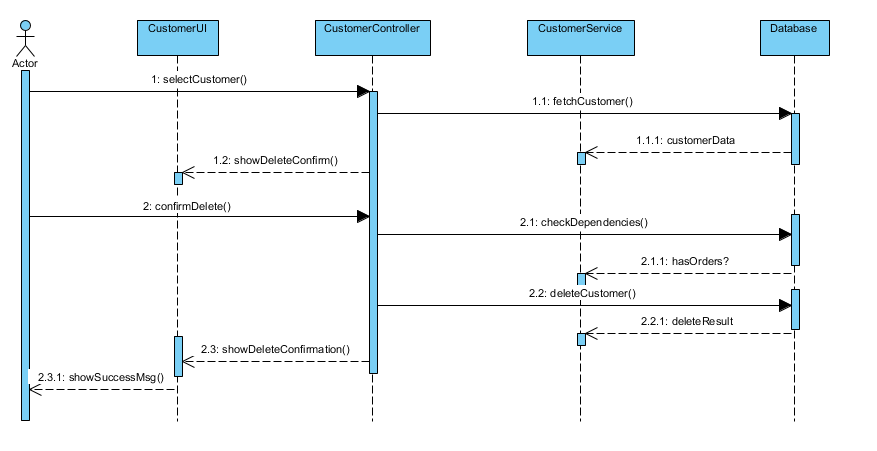 CustomerUI
CustomerController
CustomerService
Database
Actor
1: selectCustomer()
1.1: fetchCustomer()
1.1.1: customerData
1.2: showDeleteConfirm()
2: confirmDelete()
2.1: checkDependencies()
2.1.1: hasOrders?
2.2: deleteCustomer()
2.2.1: deleteResult
2.3: showDeleteConfirmation()
2.3.1: showSuccessMsg()